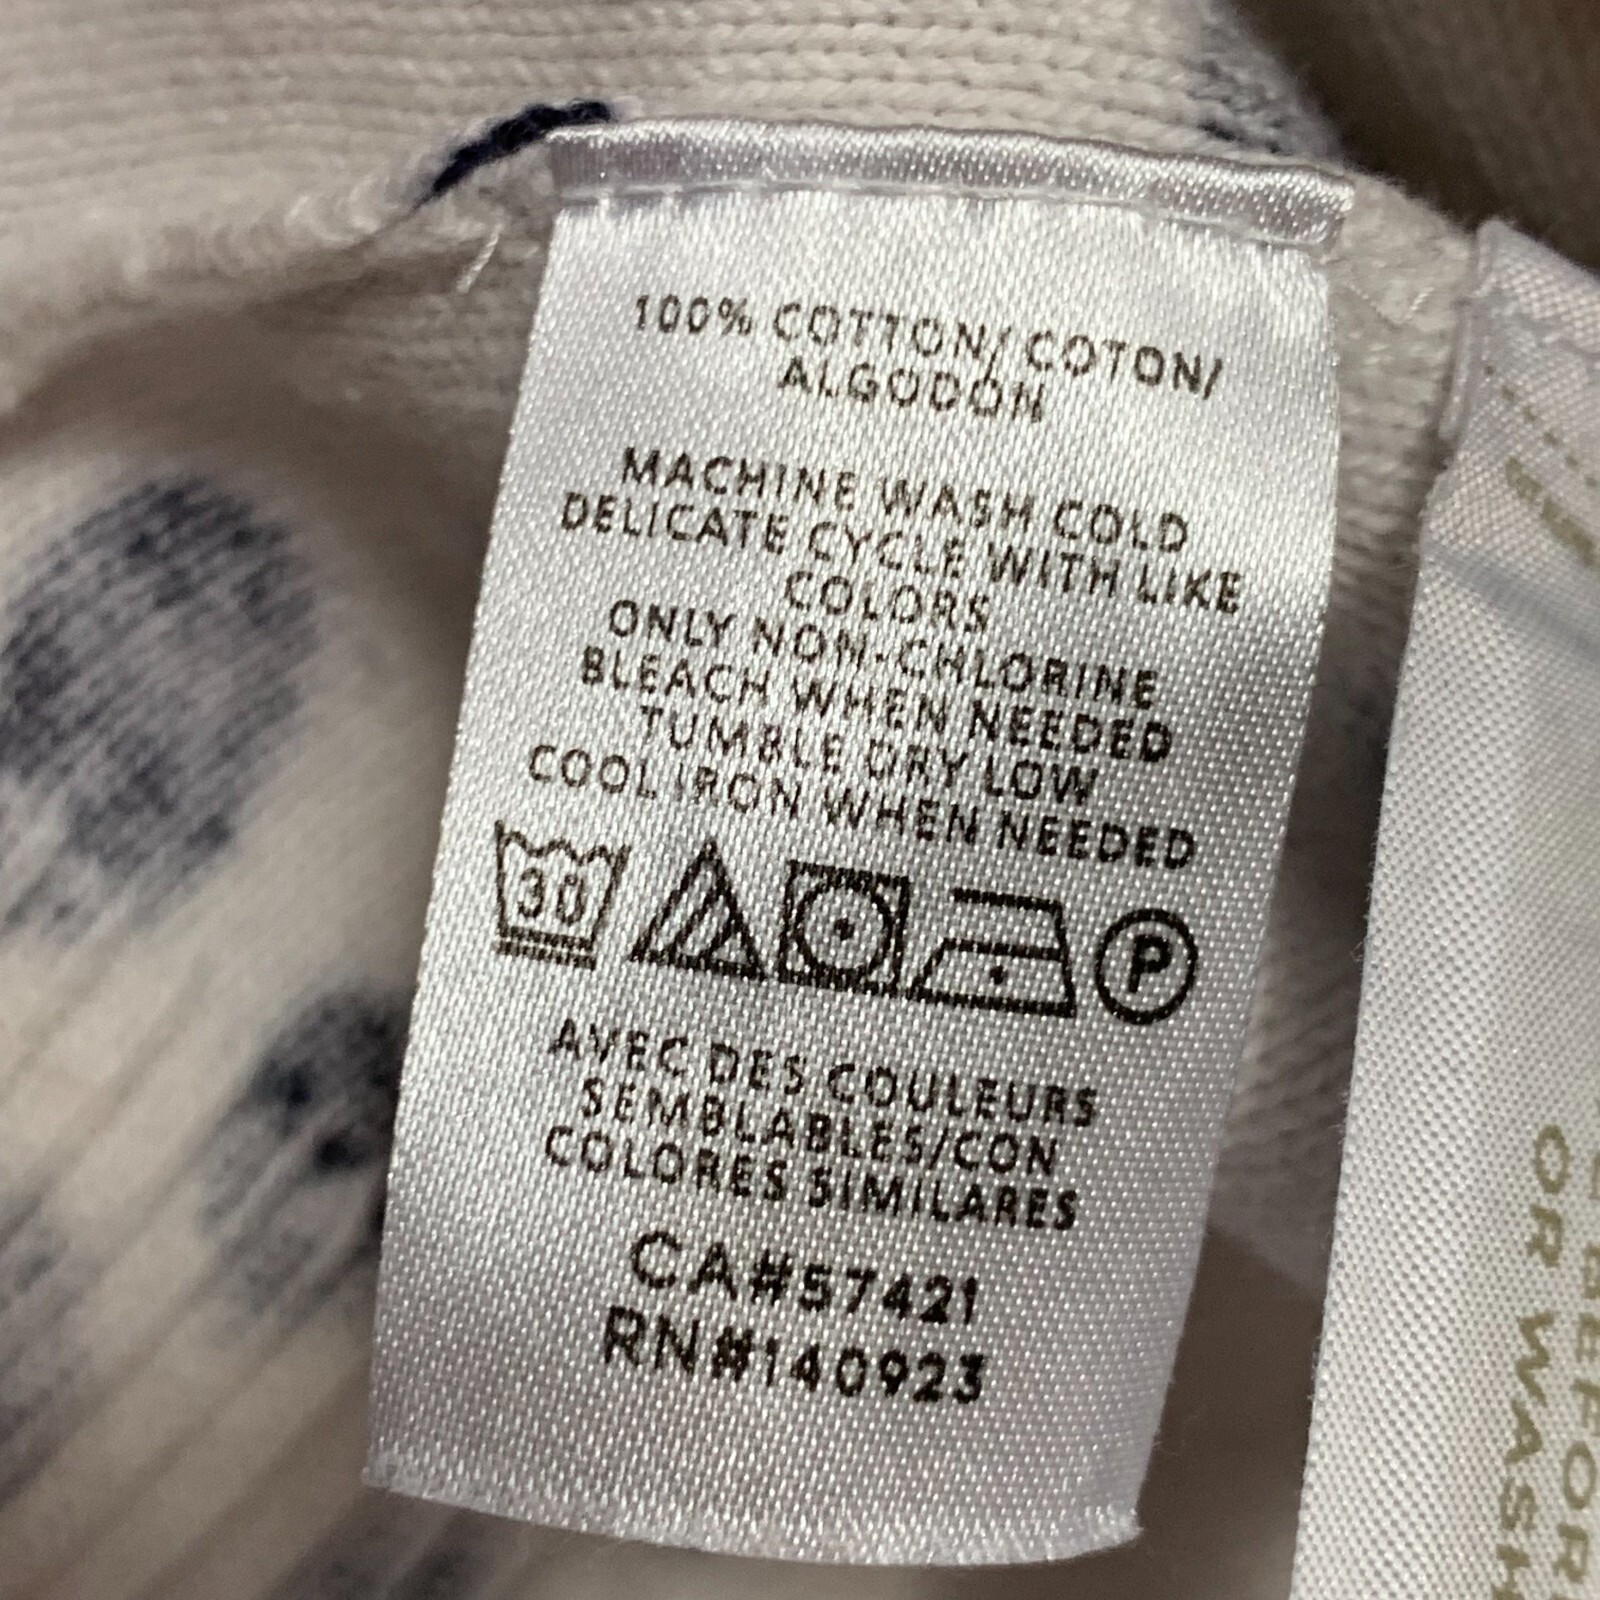 100% COTTON/ COTON/
ALGODON
MACHINE WASH COLD
DELICATE CYCLE WITH LIKE
COLORS
ONLY NON-CHLORINE
BLEACH WHEN NEEDED
TUMBLE DRY LOW
COOL IRON WHEN NEEDED
30
P
AVEC DES COULEURS
SEMBLABLES/CON
COLORES SIMILARES
CA#57421
RN#140923
OR WASH